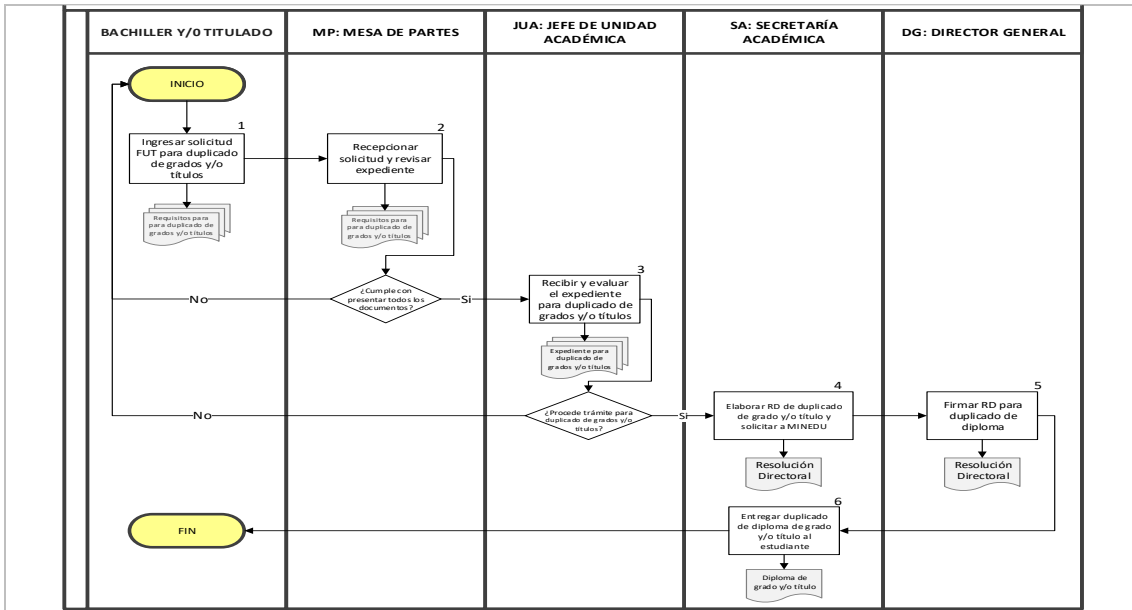 BACHILLER Y/0 TITULADO
MP: MESA DE PARTES
JUA: JEFE DE UNIDAD
ACADÉMICA
SA: SECRETARÍA
ACADÉMICA
DG: DIRECTOR GENERAL
INICIO
1
Ingresar solicitud
FUT para duplicado
de grados y/o
títulos
2
Recepcionar
solicitud y revisar
expediente
Requisitos para
para duplicado de
grados y/o títulos
Requisitos para
para duplicado de
grados y/o títulos
¿Cumple con
presentar todos los
documentos?
No
Si
3
Recibir y evaluar
el expediente
para duplicado de
grados y/o títulos
Expediente para
duplicado de
grados y/o títulos
¿Procede trámite para
duplicado de grados y/o
títulos?
No
Si
4
Elaborar RD de duplicado
de grado y/o título y
solicitar a MINEDU
Resolución
Directoral
5
Firmar RD para
duplicado de
diploma
Resolución
Directoral
6
Entregar duplicado
de diploma de grado
y/o título al
estudiante
Diploma de
grado y/o título
FIN